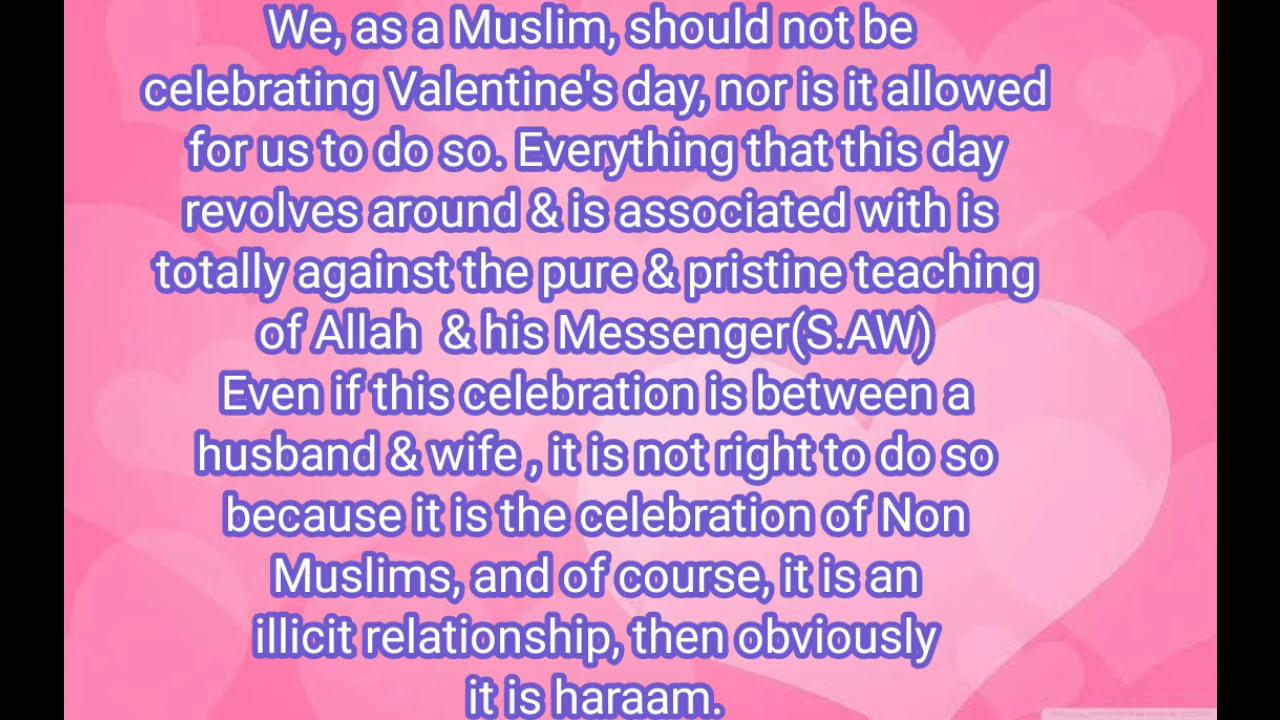 We, as a Muslim, should not be
celebrating Valentine's day, nor is it allowed
for us to do so. Everything that this day
revolves around & is associated with is
totally against the pure & pristine teaching
of Allah & his Messenger(S.AW)
Even if this celebration is between a
husband & wife , it is not right to do so
because it is the celebration of Non
Muslims, and of course, it is an
illicit relationship, then obviously
it is haraam.